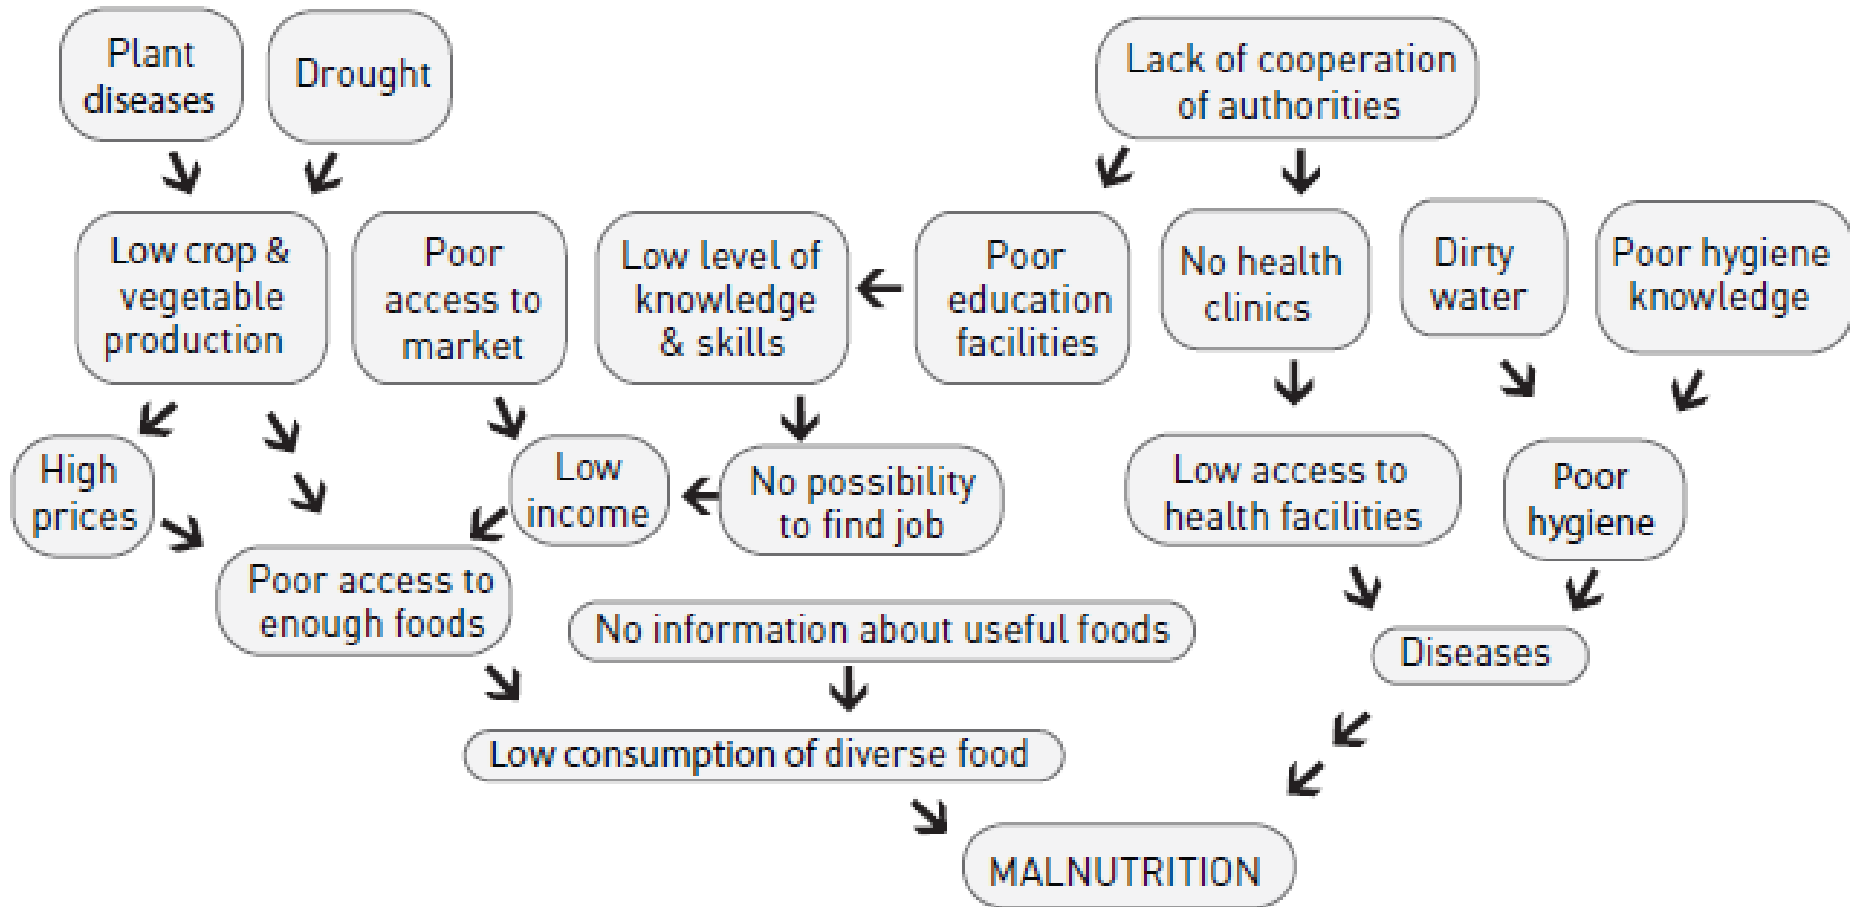 Plant
diseases
Drought
Lack of cooperation
of authorities
Low crop &
vegetable
production
Poor
access to
market
Low level of
knowledge
& skills
Poor
education
facilities
No health
clinics
Dirty
water
Poor hygiene
knowledge
High
prices
Low
income
No possibility
to find job
Low access to
health facilities
Poor
hygiene
Poor access to
enough foods
No information about useful foods
Diseases
Low consumption of diverse food
MALNUTRITION